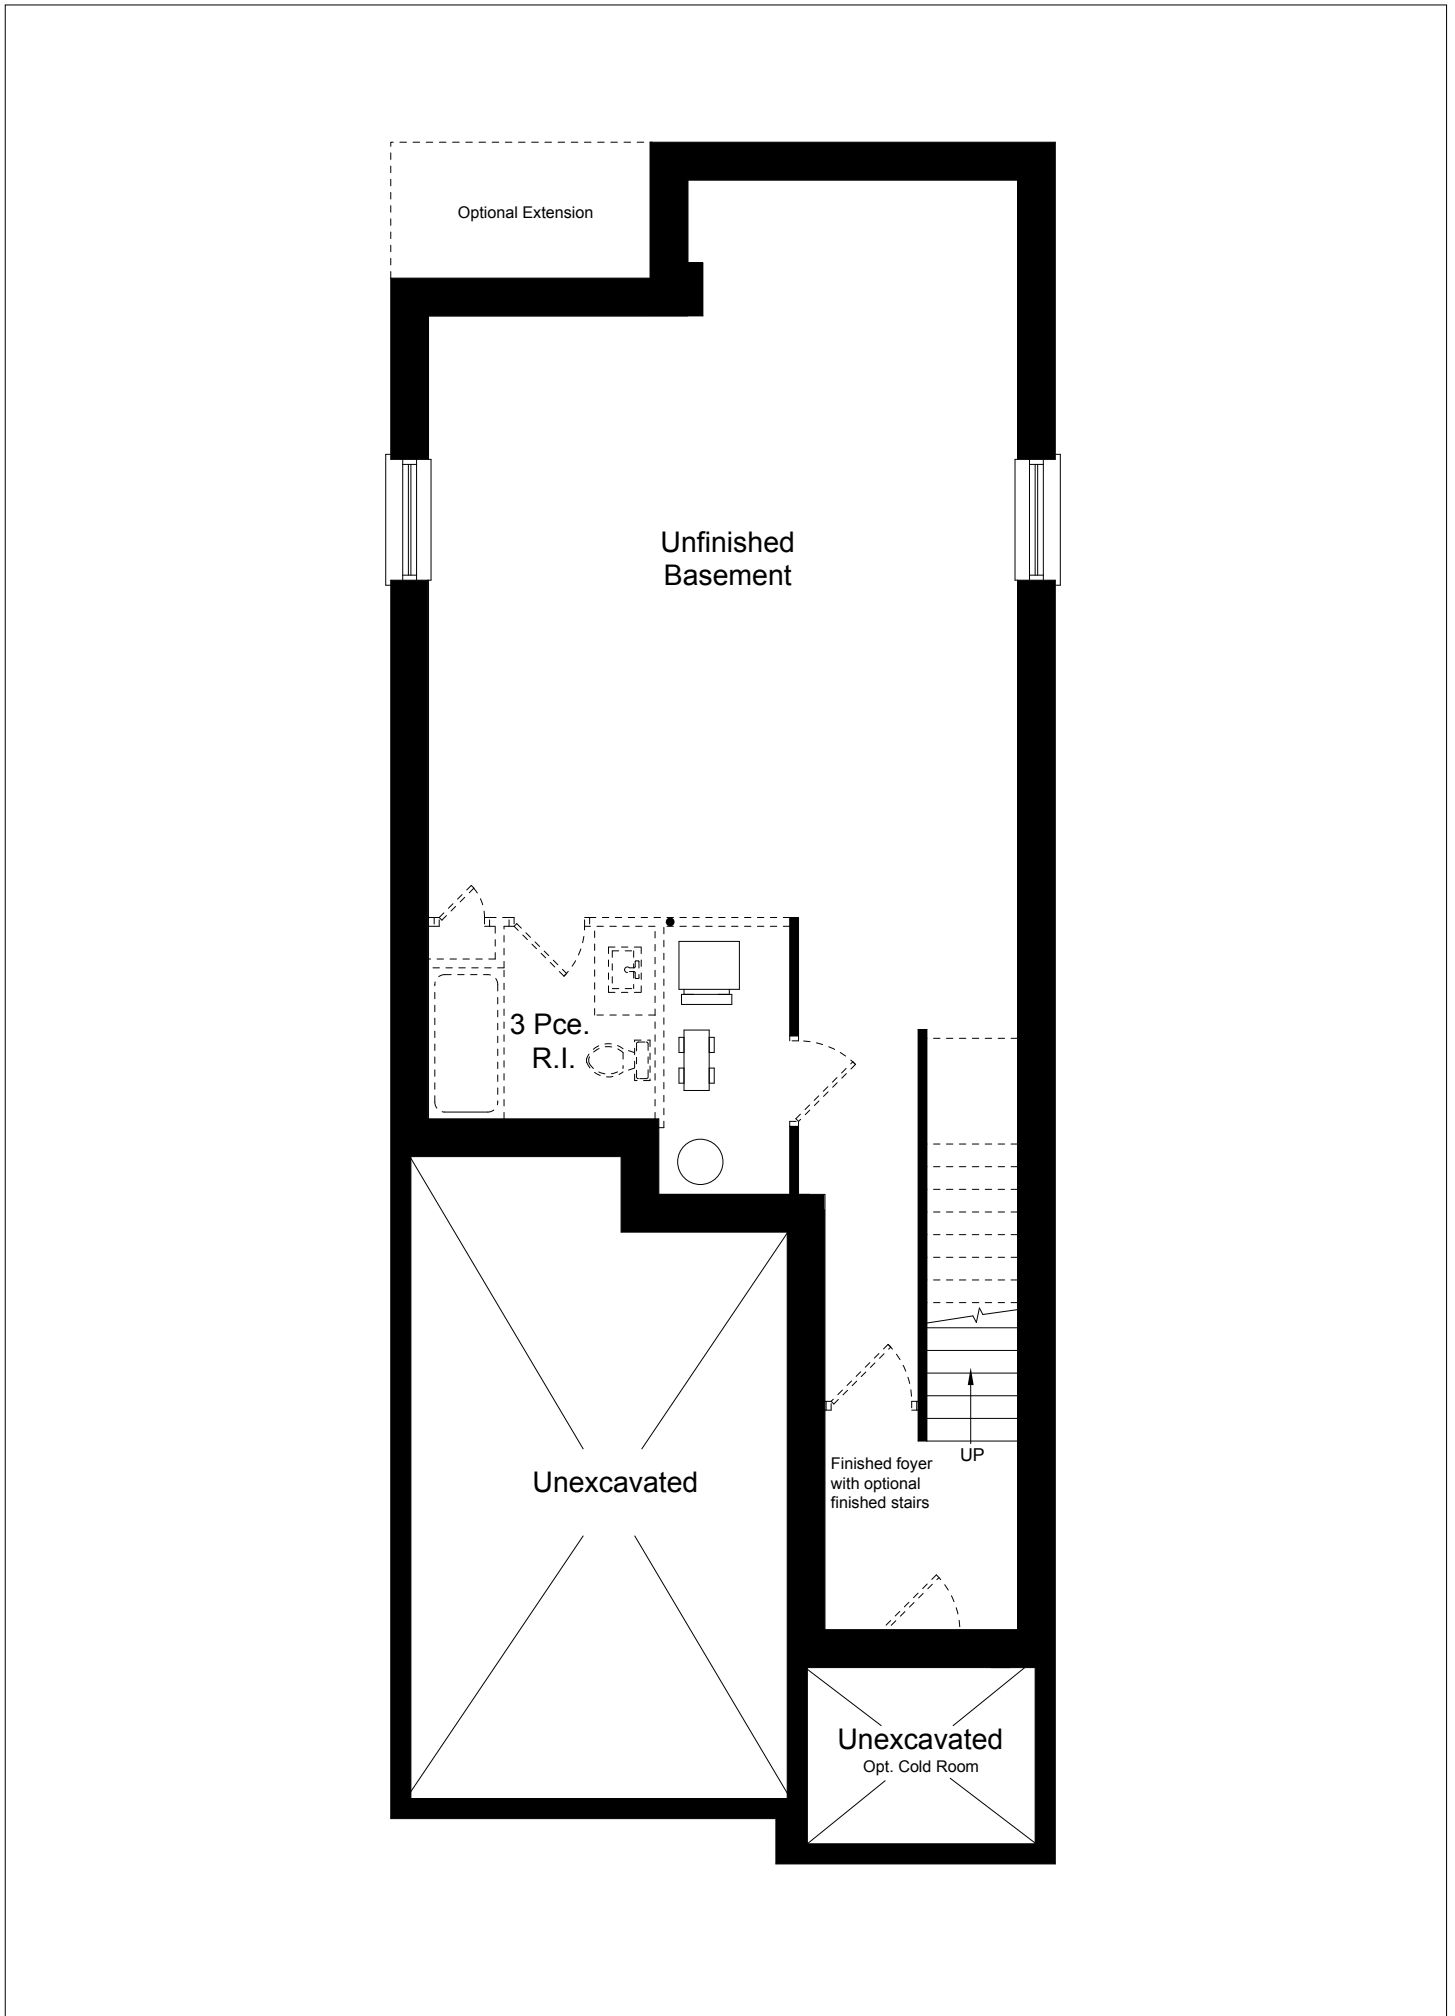 Optional Extension
Unfinished
Basement
3 Pce.
R.I.
UP
Finished foyer
with optional
finished stairs
Unexcavated
Unexcavated
Opt. Cold Room